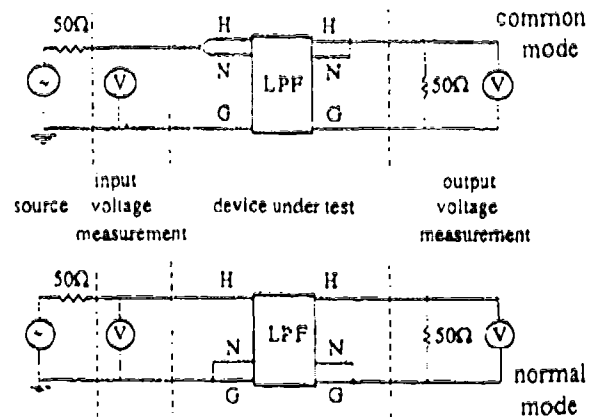 50Ω H H common
mode
N N
V LPF 50Ω V
~
G G
input output
source voltage device under test voltage
measurement measurement
50Ω H H
~ V LPF 50Ω V
N N
G G normal
mode